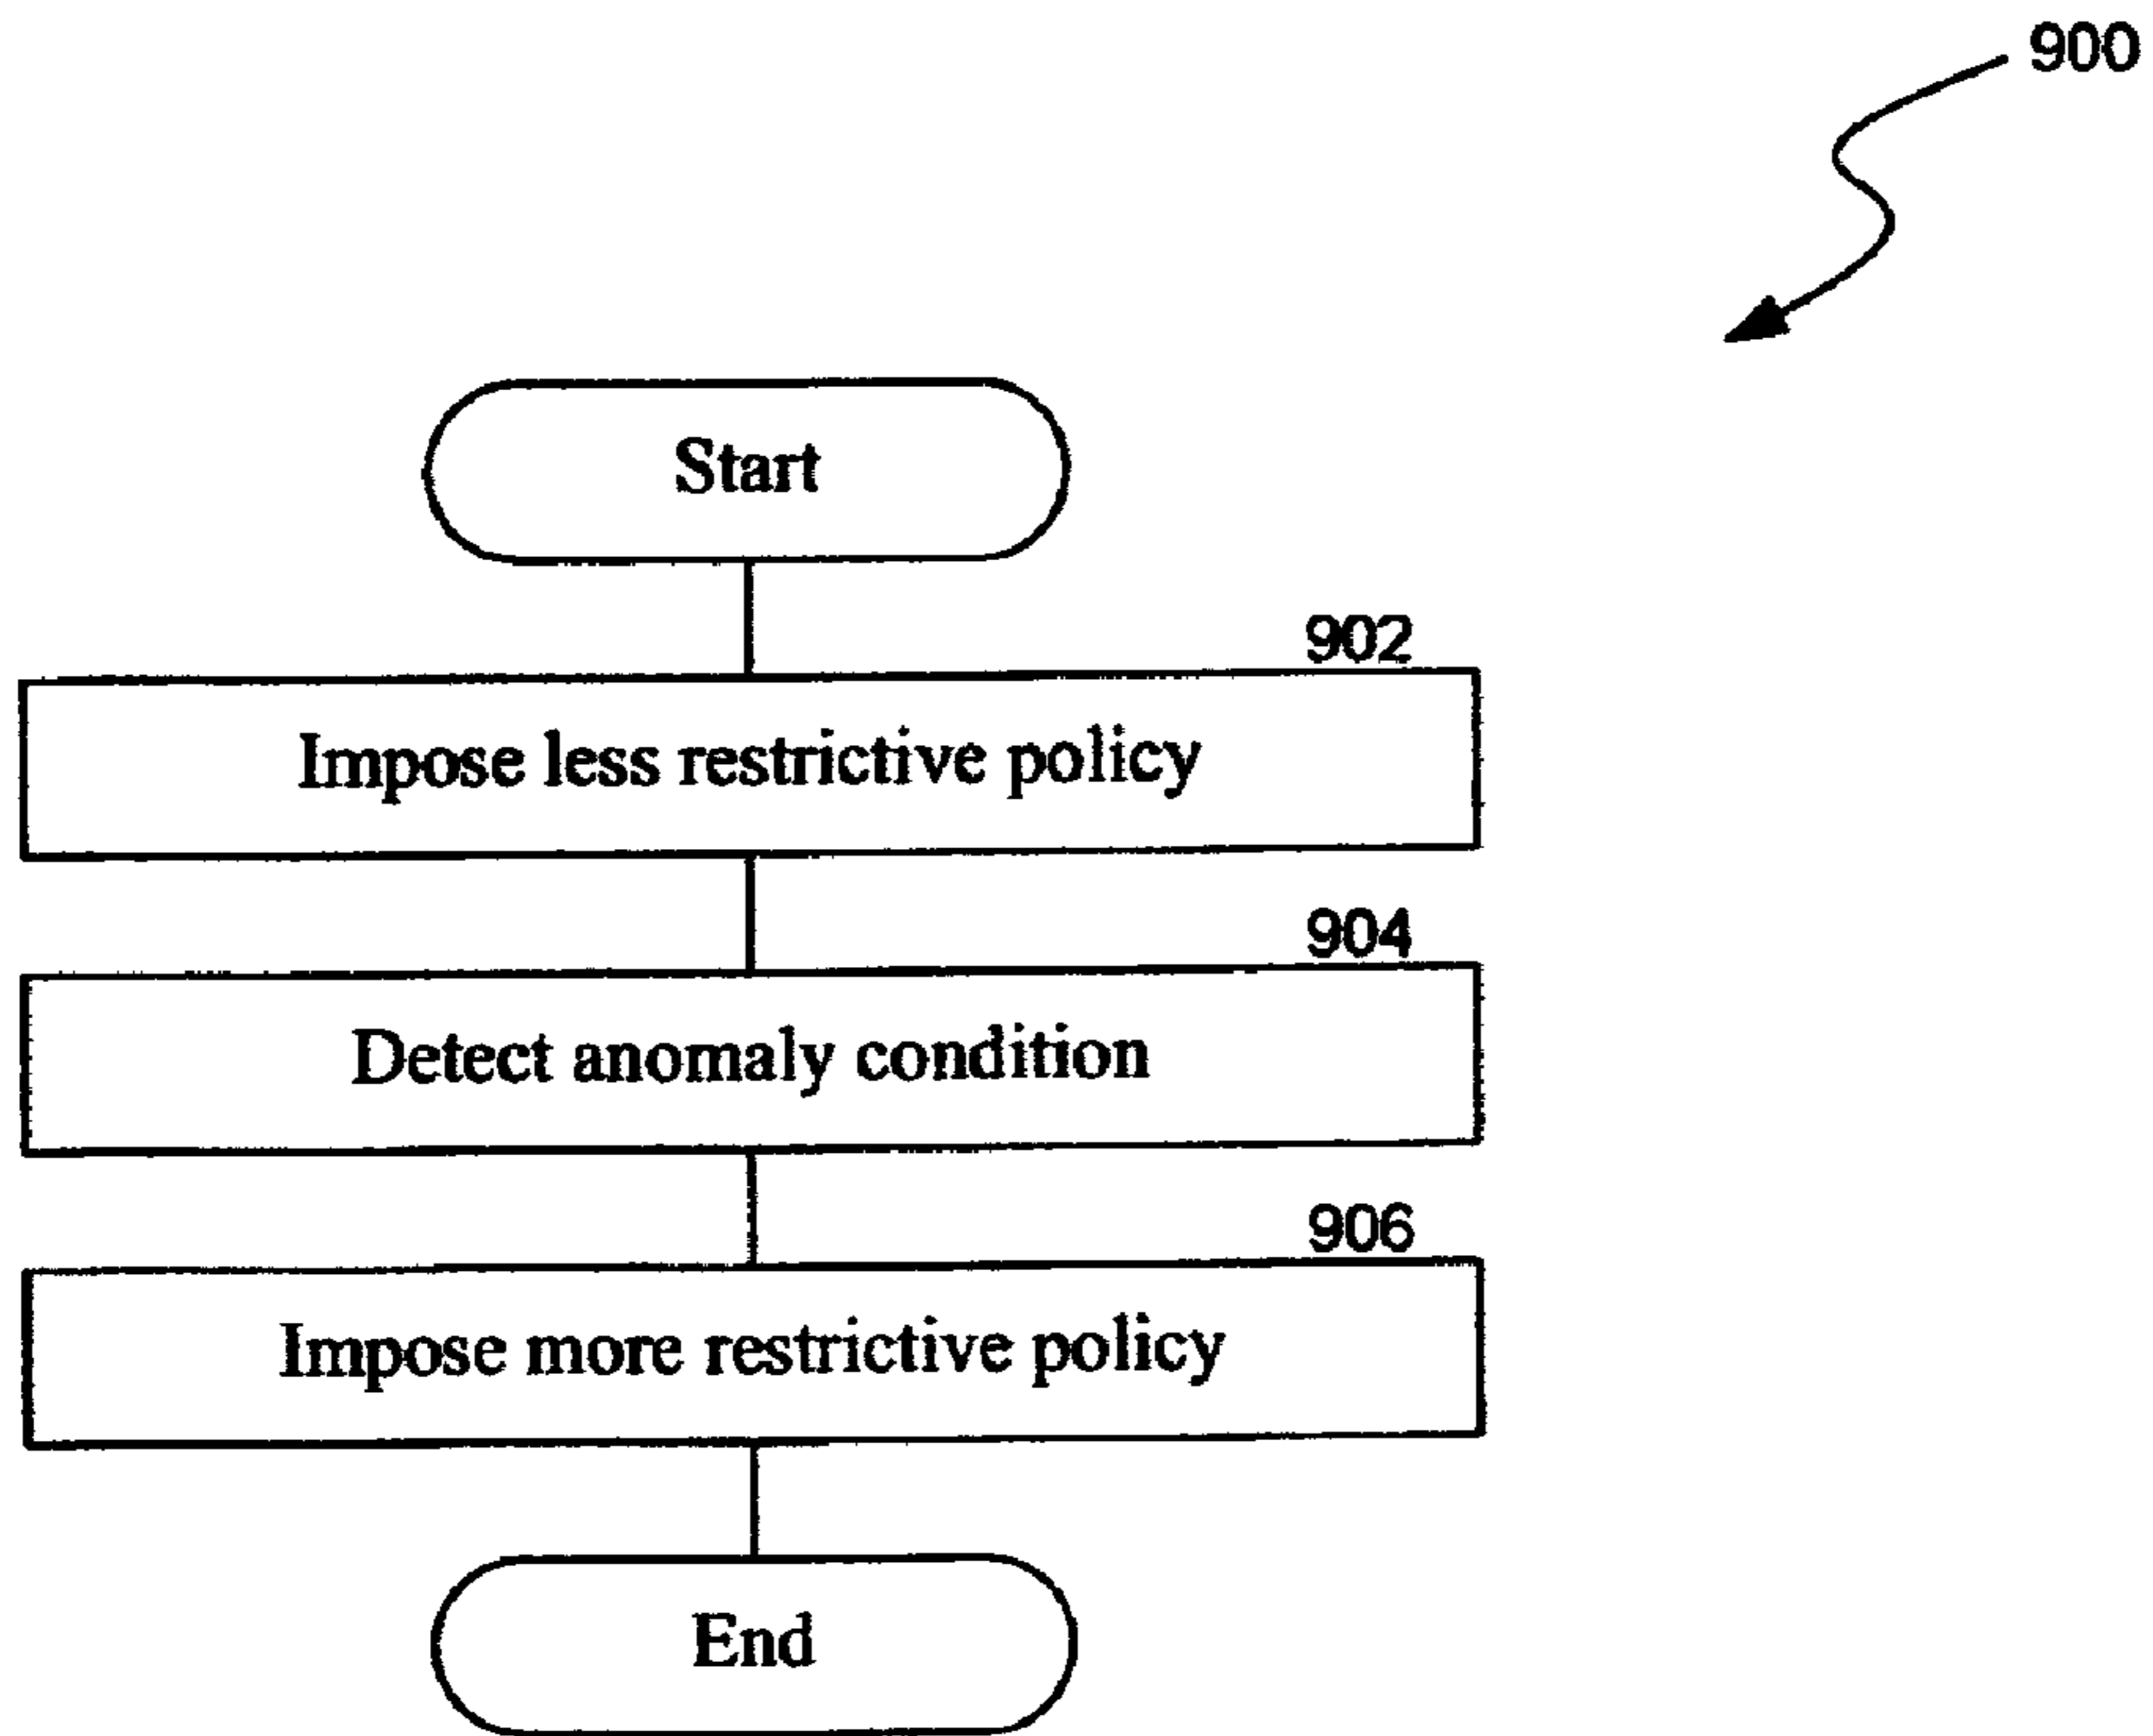 900
Start
902
Impose less restrictive policy
904
Detect anomaly condition
906
Impose more restrictive policy
End